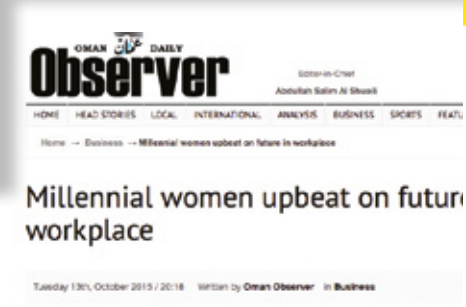 OMAN DAILY
Observer
Editor-in-Chief
Abdullah Salim Al Shueili
HOME HEAD STORIES LOCAL INTERNATIONAL ANALYSIS BUSINESS SPORTS FEATU
Home → Business → Millennial women upbeat on future in workplace
Millennial women upbeat on future
workplace
Tuesday 13th, October 2015 / 20:18 Written by Oman Observer in Business